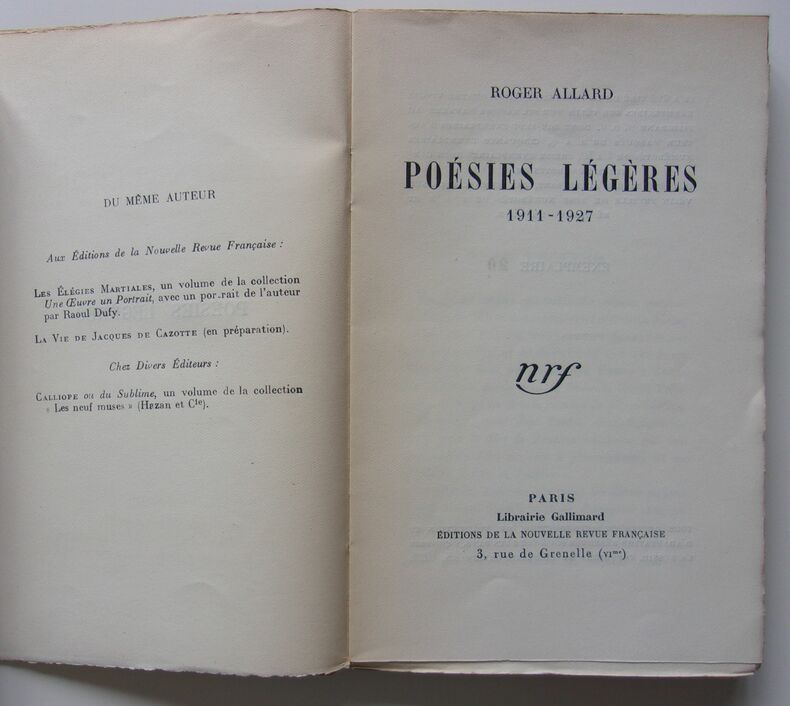 DU MÊME AUTEUR
Aux Éditions de la Nouvelle Revue Française :
LES ÉLÉGIES MARTIALES, un volume de la collection
Une Œuvre un Portrait, avec un portrait de l'auteur
par Raoul Dufy.
LA VIE DE JACQUES DE CAZOTTE (en préparation).
Chez Divers Éditeurs :
CALLIOPE ou du Sublime, un volume de la collection
« Les neuf muses » (Hazan et Cie).
ROGER ALLARD
POÉSIES LÉGÈRES
1911-1927
nrf
PARIS
Librairie Gallimard
ÉDITIONS DE LA NOUVELLE REVUE FRANÇAISE
3, rue de Grenelle (VIme)